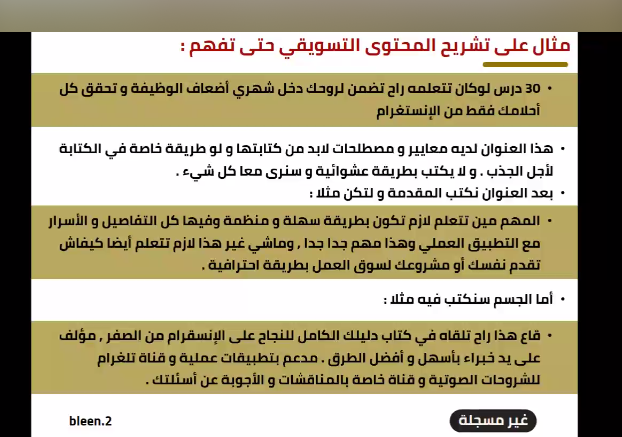 مثال على تشريح المحتوى التسويقي حتى تفهم :
• 30 درس لوكان تتعلمه راح تضمن لروحك دخل شهري أضعاف الوظيفة و تحقق كل
أحلامك فقط من الإنستغرام
• هذا العنوان لديه معايير و مصطلحات لابد من كتابتها و لو طريقة خاصة في الكتابة
لأجل الجذب . و لا يكتب بطريقة عشوائية و سنرى معا كل شيء .
• بعد العنوان نكتب المقدمة و لتكن مثلا :
• المهم مين تتعلم لازم تكون بطريقة سهلة و منظمة وفيها كل التفاصيل و الأسرار
مع التطبيق العملي وهذا مهم جدا جدا , وماشي غير هذا لازم تتعلم أيضا كيفاش
تقدم نفسك أو مشروعك لسوق العمل بطريقة احترافية .
• أما الجسم سنكتب فيه مثلا :
• قاع هذا راح تلقاه في كتاب دليلك الكامل للنجاح على الإنسقرام من الصفر , مؤلف
على يد خبراء بأسهل و أفضل الطرق . مدعم بتطبيقات عملية و قناة تلغرام
للشروحات الصوتية و قناة خاصة بالمناقشات و الأجوبة عن أسئلتك .
غير مسجلة
bleen.2